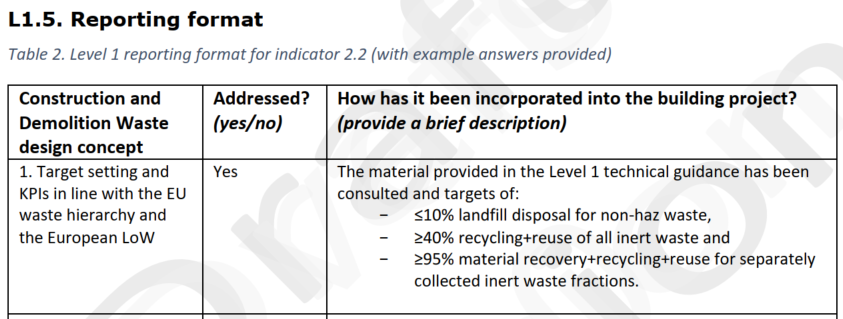 L1.5. Reporting format
Table 2. Level 1 reporting format for indicator 2.2 (with example answers provided)
Construction and
Demolition Waste
design concept
Addressed?
(yes/no)
How has it been incorporated into the building project?
(provide a brief description)
1. Target setting and
KPIs in line with the EU
waste hierarchy and
the European LoW
Yes
The material provided in the Level 1 technical guidance has been
consulted and targets of:
- ≤10% landfill disposal for non-haz waste,
- ≥40% recycling+reuse of all inert waste and
- ≥95% material recovery+recycling+reuse for separately
collected inert waste fractions.